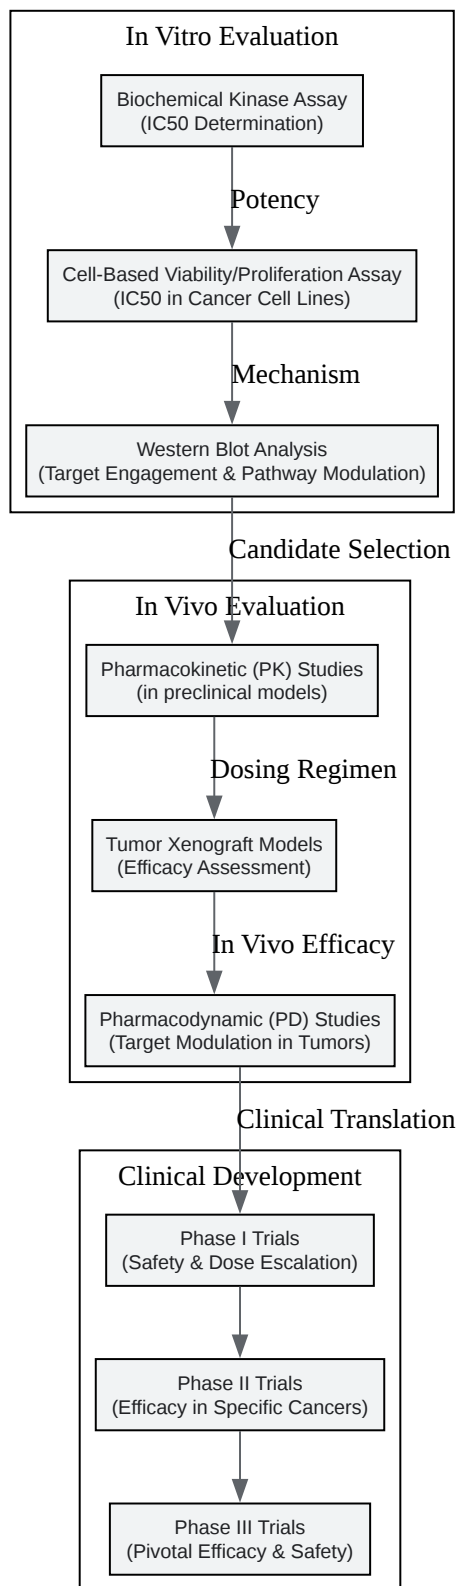 In Vitro Evaluation
Biochemical Kinase Assay
(IC50 Determination)
Potency
Cell-Based Viability/Proliferation Assay
(IC50 in Cancer Cell Lines)
Mechanism
Western Blot Analysis
(Target Engagement & Pathway Modulation)
Candidate Selection
In Vivo Evaluation
Pharmacokinetic (PK) Studies
(in preclinical models)
Dosing Regimen
Tumor Xenograft Models
(Efficacy Assessment)
In Vivo Efficacy
Pharmacodynamic (PD) Studies
(Target Modulation in Tumors)
Clinical Translation
Clinical Development
Phase I Trials
(Safety & Dose Escalation)
Phase II Trials
(Efficacy in Specific Cancers)
Phase III Trials
(Pivotal Efficacy & Safety)